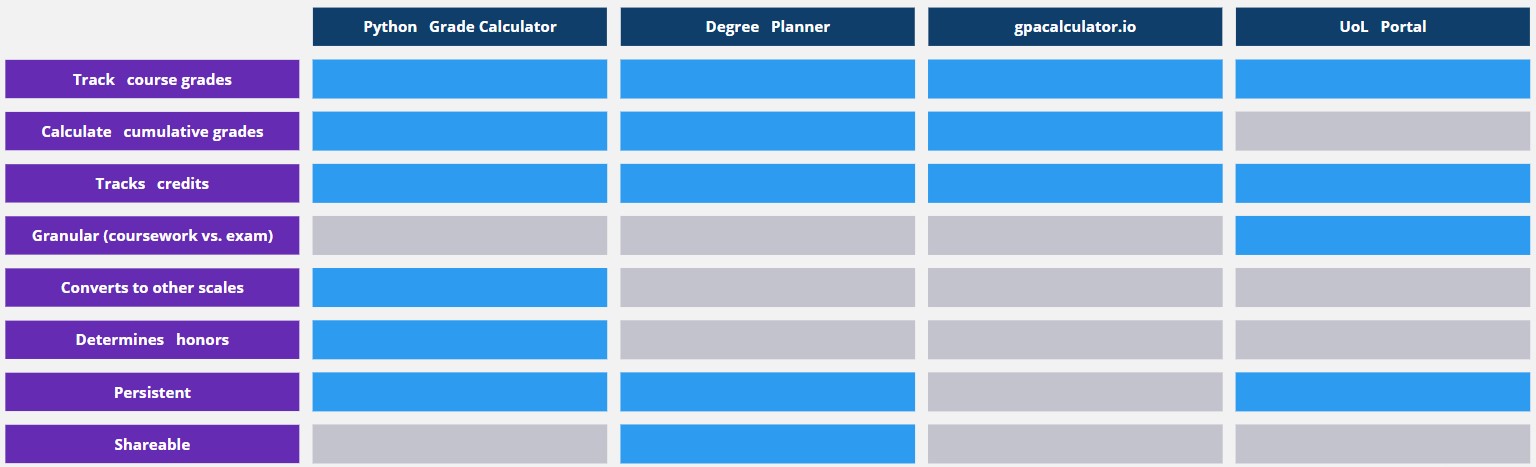 Python Grade Calculator Degree Planner gpacalculator.io UoL Portal
Track course grades
Calculate cumulative grades
Tracks credits
Granular (coursework vs. exam)
Converts to other scales
Determines honors
Persistent
Shareable